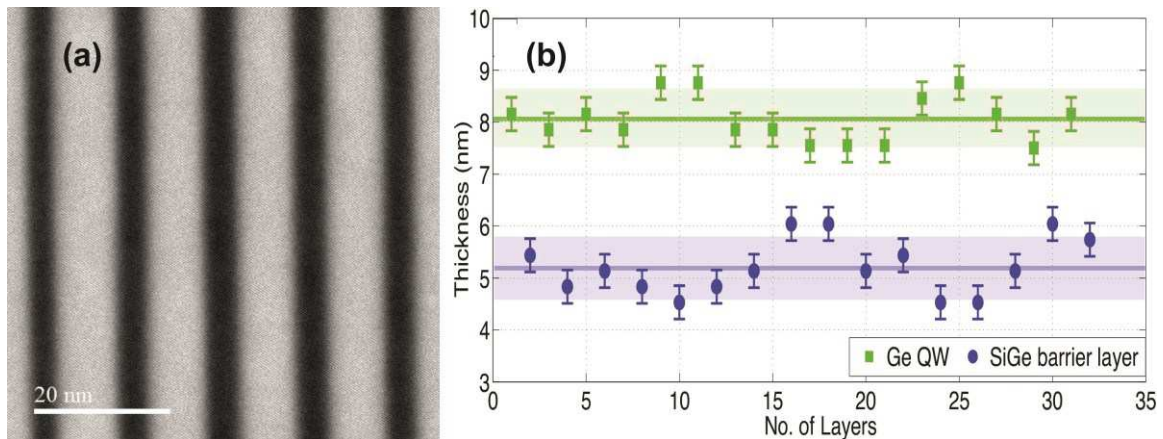 (a)
20 nm
(b)
Thickness (nm)
10
9
8
7
6
5
4
3
Ge QW SiGe barrier layer
0 5 10 15 20 25 30 35
No. of Layers